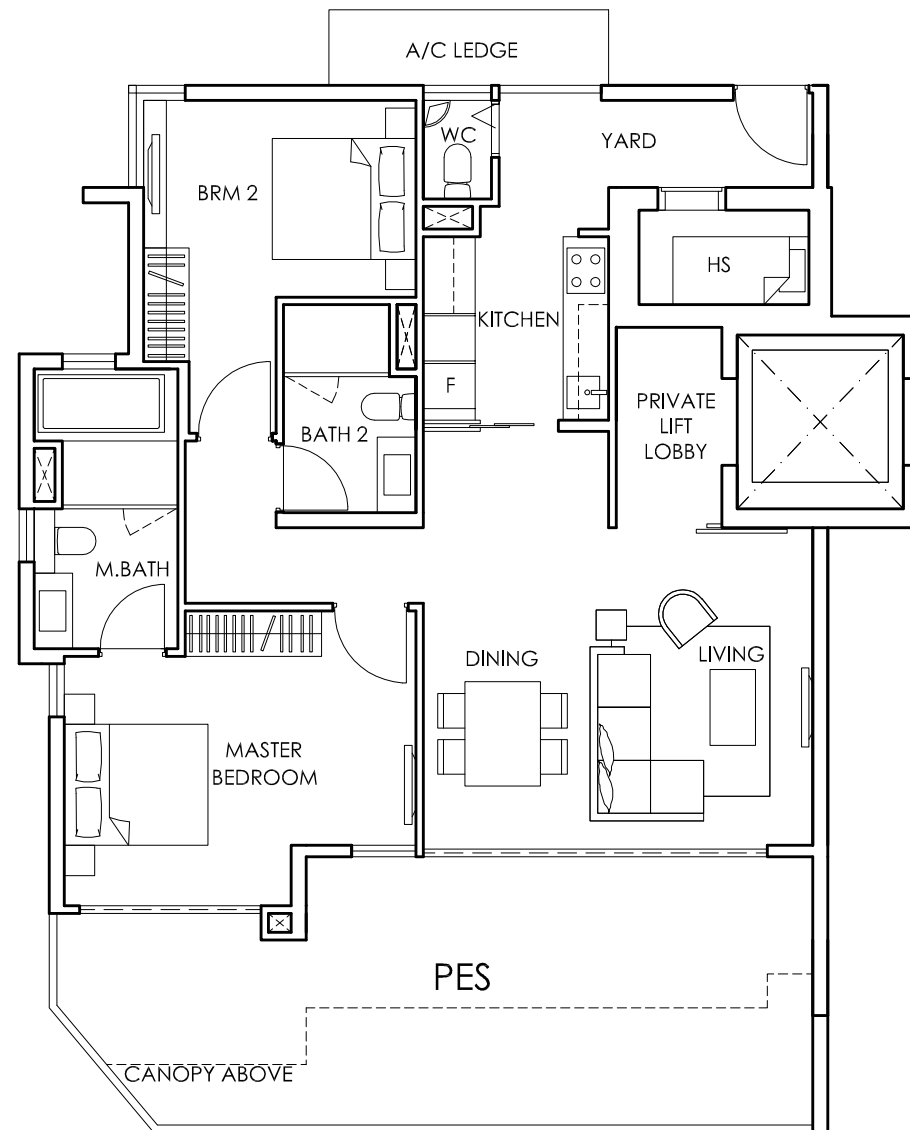 A/C LEDGE
WC
YARD
BRM 2
HS
KITCHEN
F
PRIVATE
LIFT
LOBBY
BATH 2
M.BATH
DINING
LIVING
MASTER
BEDROOM
PES
CANOPY ABOVE